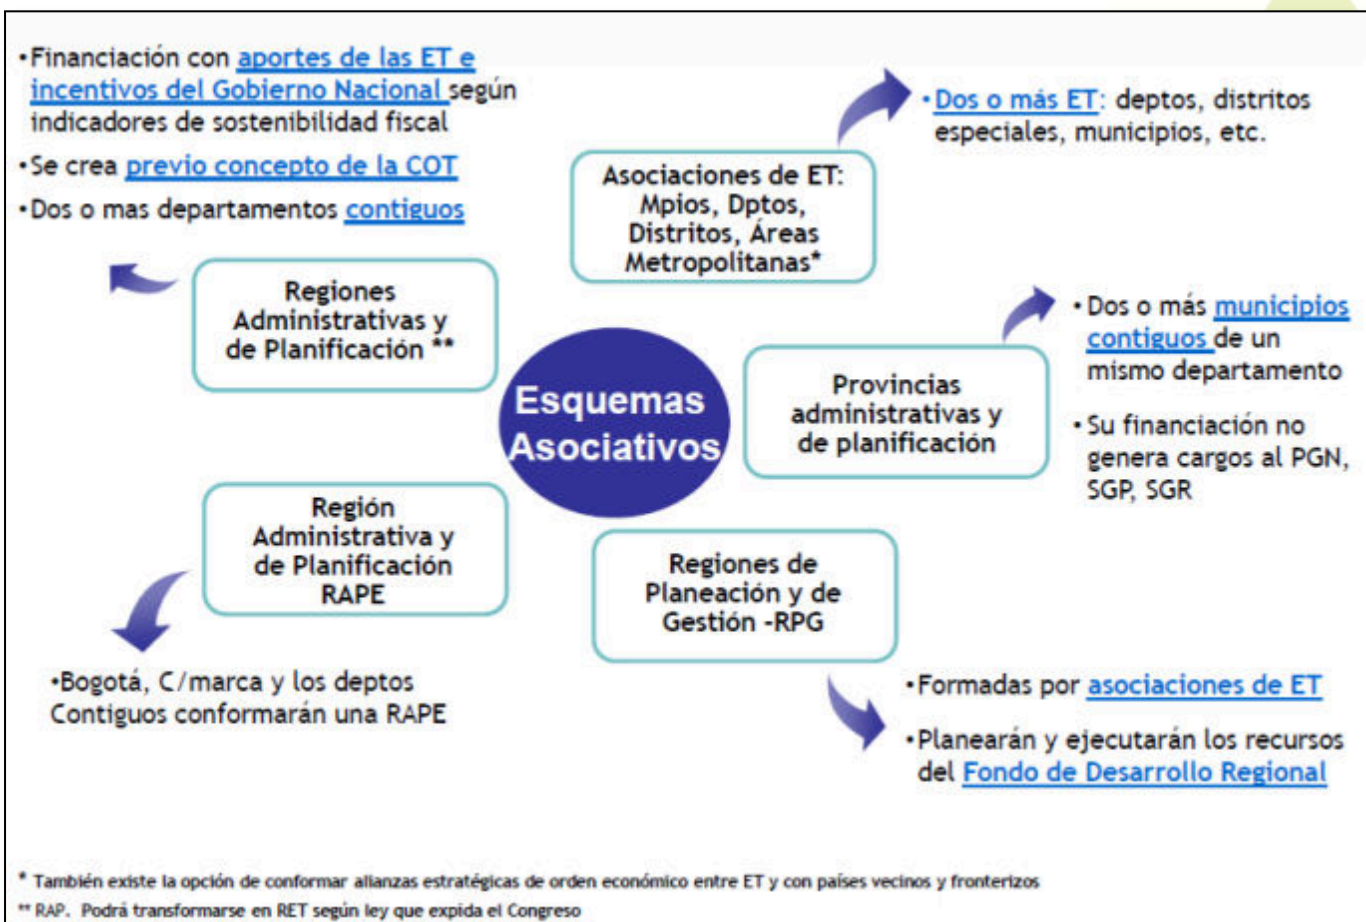 •Financiación con aportes de las ET e
incentivos del Gobierno Nacional según
indicadores de sostenibilidad fiscal
•Se crea previo concepto de la COT
•Dos o mas departamentos contiguos
Regiones
Administrativas y
de Planificación **
Asociaciones de ET:
Mpios, Dptos,
Distritos, Áreas
Metropolitanas*
•Dos o más ET: deptos, distritos
especiales, municipios, etc.
Esquemas
Asociativos
Provincias
administrativas y
de planificación
•Dos o más municipios
contiguos de un
mismo departamento
•Su financiación no
genera cargos al PGN,
SGP, SGR
Región
Administrativa y
de Planificación
RAPE
•Bogotá, C/marca y los deptos
Contiguos conformarán una RAPE
Regiones de
Planeación y de
Gestión -RPG
•Formadas por asociaciones de ET
•Planearán y ejecutarán los recursos
del Fondo de Desarrollo Regional
* También existe la opción de conformar alianzas estratégicas de orden económico entre ET y con países vecinos y fronterizos
** RAP. Podrá transformarse en RET según ley que expida el Congreso